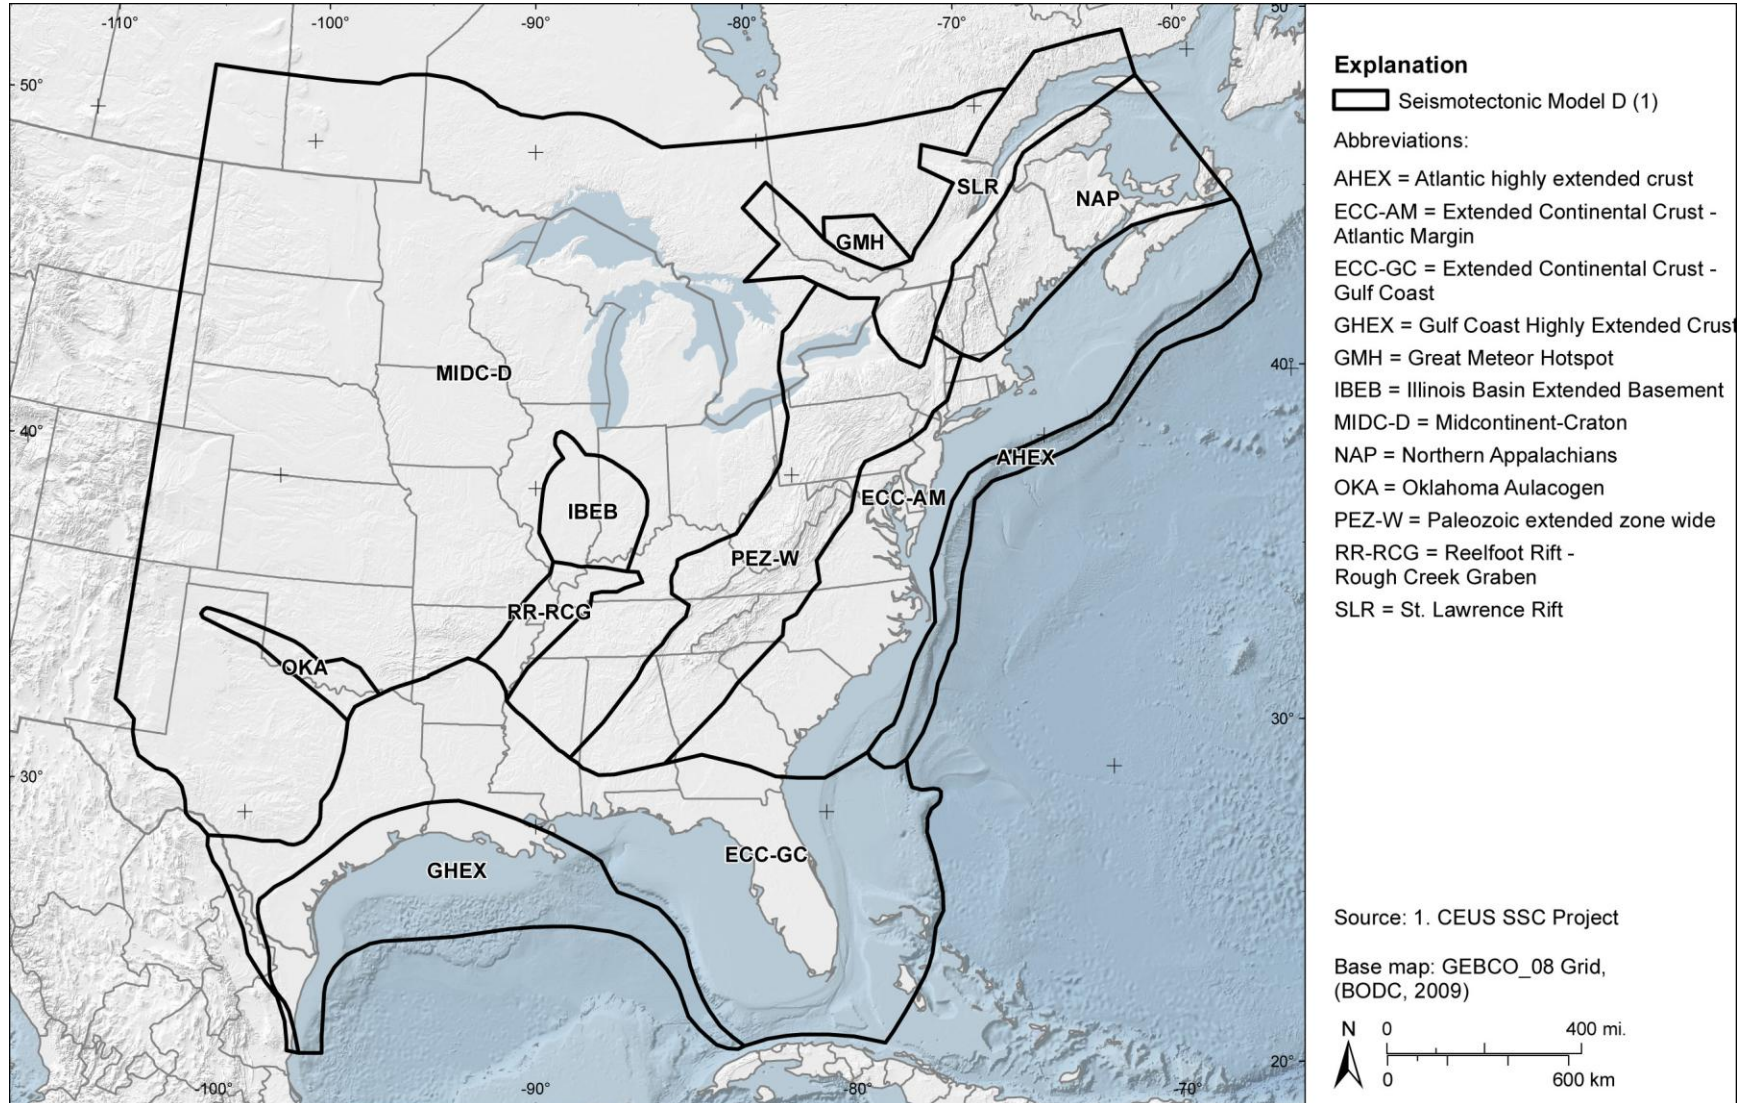 -110° -100° -90° -80° -70° -60° 50°
50°
40°
30°
40°
30°
20°
-100° -90° -80° -70°
SLR
NAP
GMH
MIDC-D
AHEX
ECC-AM
IBEB
PEZ-W
RR-RCG
OKA
ECC-GC
GHEX
Explanation
Seismotectonic Model D (1)
Abbreviations:
AHEX = Atlantic highly extended crust
ECC-AM = Extended Continental Crust -
Atlantic Margin
ECC-GC = Extended Continental Crust -
Gulf Coast
GHEX = Gulf Coast Highly Extended Crust
GMH = Great Meteor Hotspot
IBEB = Illinois Basin Extended Basement
MIDC-D = Midcontinent-Craton
NAP = Northern Appalachians
OKA = Oklahoma Aulacogen
PEZ-W = Paleozoic extended zone wide
RR-RCG = Reelfoot Rift -
Rough Creek Graben
SLR = St. Lawrence Rift
Source: 1. CEUS SSC Project
Base map: GEBCO_08 Grid,
(BODC, 2009)
N 0 400 mi.
0 600 km